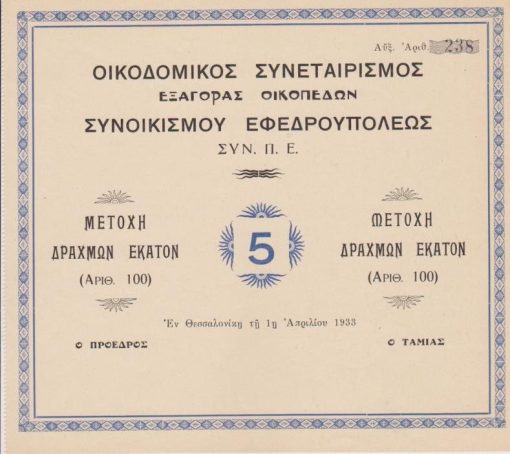 Αὔξ. Ἀριθ. 238
ΟΙΚΟΔΟΜΙΚΟΣ ΣΥΝΕΤΑΙΡΙΣΜΟΣ
ΕΞΑΓΟΡΑΣ ΟΙΚΟΠΕΔΩΝ
ΣΥΝΟΙΚΙΣΜΟΥ ΕΦΕΔΡΟΥΠΟΛΕΩΣ
ΣΥΝ. Π. Ε.
ΜΕΤΟΧΗ
ΔΡΑΧΜΩΝ ΕΚΑΤΟΝ
(ΑΡΙΘ. 100)
5
ΜΕΤΟΧΗ
ΔΡΑΧΜΩΝ ΕΚΑΤΟΝ
(ΑΡΙΘ. 100)
Ἐν Θεσσαλονίκῃ τῇ 1ῃ Ἀπριλίου 1933
Ο ΠΡΟΕΔΡΟΣ
Ο ΤΑΜΙΑΣ